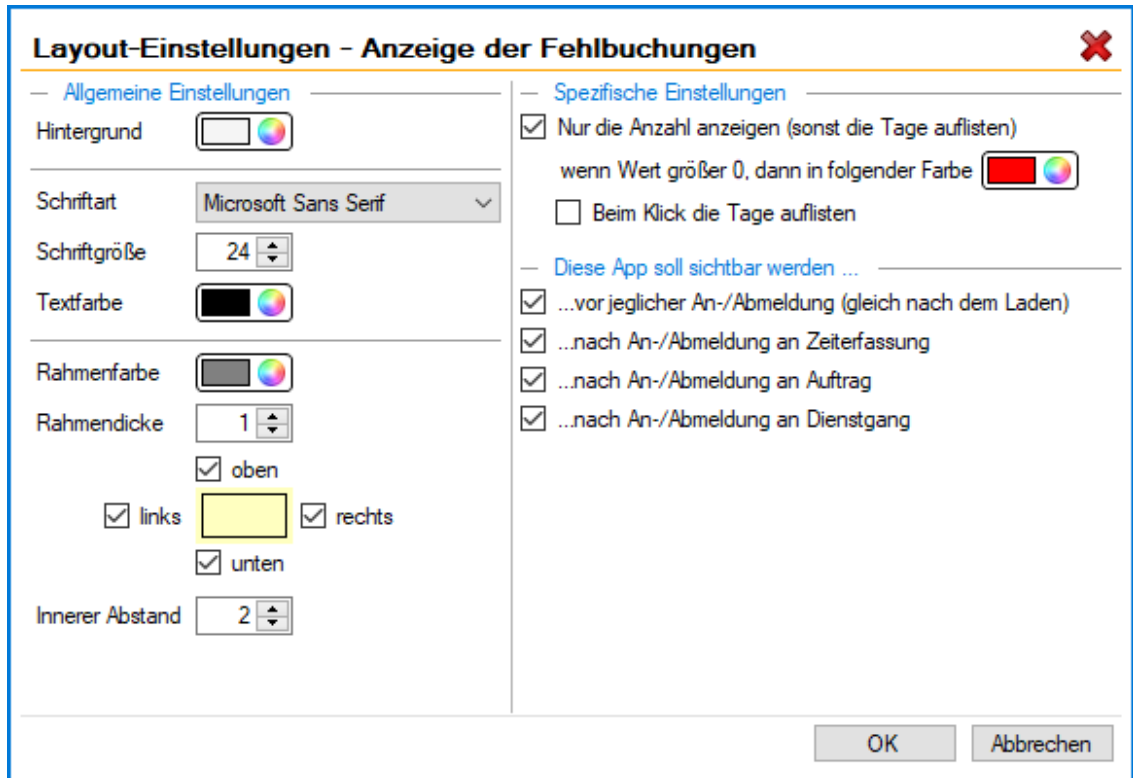 Layout-Einstellungen - Anzeige der Fehlbuchungen
Allgemeine Einstellungen
Hintergrund
Schriftart
Microsoft Sans Serif
Schriftgröße
24
Textfarbe
Rahmenfarbe
Rahmendicke
1
oben
links
rechts
unten
Innerer Abstand
2
Spezifische Einstellungen
Nur die Anzahl anzeigen (sonst die Tage auflisten)
wenn Wert größer 0, dann in folgender Farbe
Beim Klick die Tage auflisten
Diese App soll sichtbar werden ...
...vor jeglicher An-/Abmeldung (gleich nach dem Laden)
...nach An-/Abmeldung an Zeiterfassung
...nach An-/Abmeldung an Auftrag
...nach An-/Abmeldung an Dienstgang
OK
Abbrechen